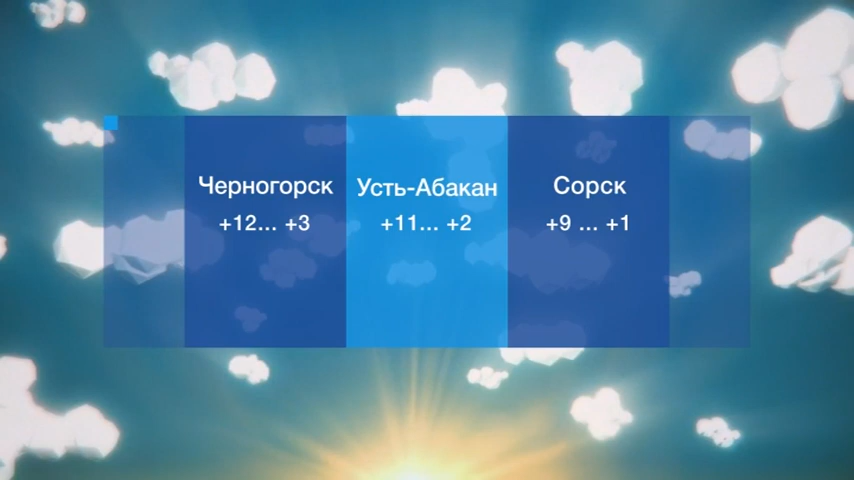 Черногорск
+12... +3
Усть-Абакан
+11... +2
Сорск
+9 ... +1